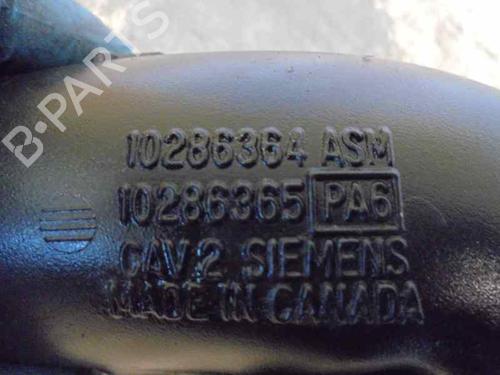 B-PARTS
10286364 ASM
10286365 PA6
CAV.2 SIEMENS
MADE IN CANADA